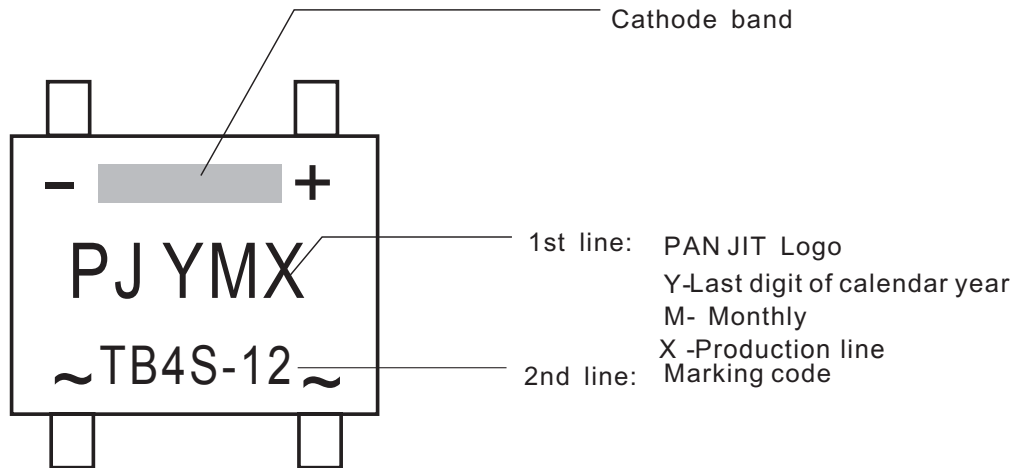 Cathode band
- +
PJ YMX
1st line: PAN JIT Logo
Y-Last digit of calendar year
M- Monthly
X -Production line
~TB4S-12~
2nd line: Marking code